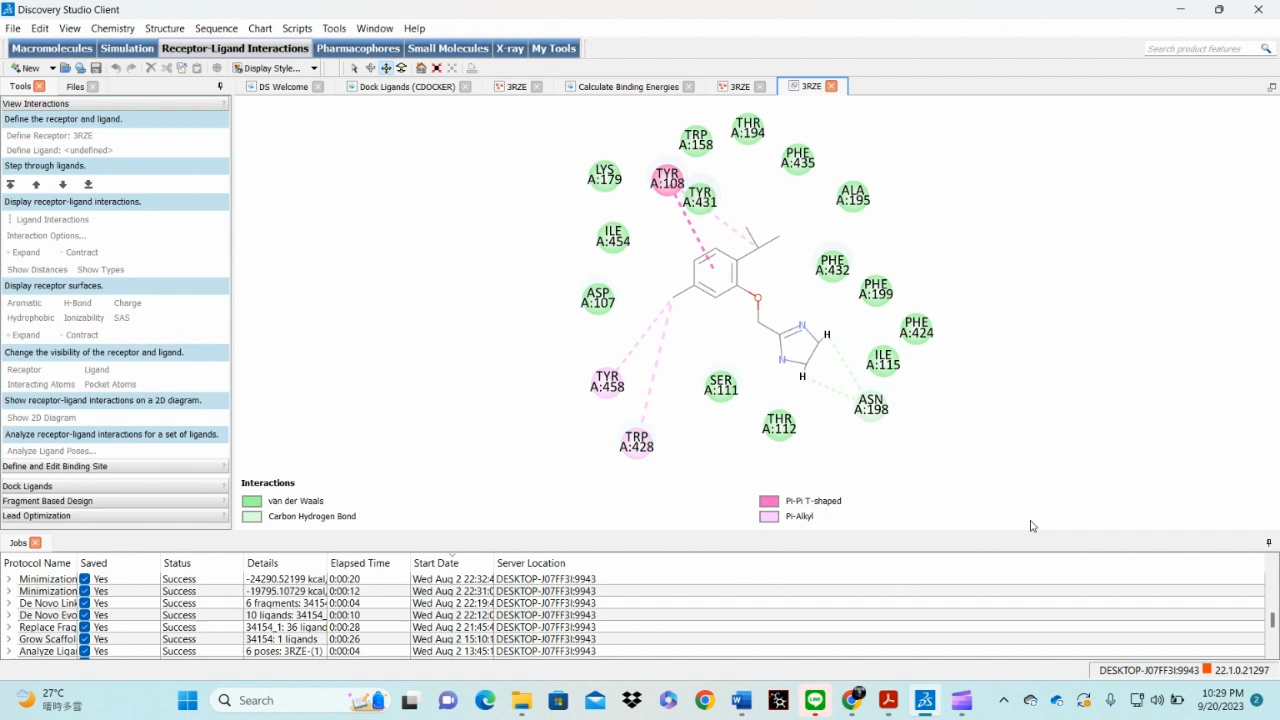 Discovery Studio Client
File Edit View Chemistry Structure Sequence Chart Scripts Tools Window Help
Macromolecules Simulation Receptor-Ligand Interactions Pharmacophores Small Molecules X-ray My Tools
Search product features
New Display Style...
Tools Files
DS Welcome Dock Ligands (CDOCKER) 3RZE Calculate Binding Energies 3RZE 3RZE
View Interactions
Define the receptor and ligand.
Define Receptor: 3RZE
Define Ligand: <undefined>
Step through ligands.
Display receptor-ligand interactions.
Ligand Interactions
Interaction Options...
+ Expand - Contract
Show Distances Show Types
Display receptor surfaces.
Aromatic H-Bond Charge
Hydrophobic Ionizability SAS
+ Expand - Contract
Change the visibility of the receptor and ligand.
Receptor Ligand
Interacting Atoms Pocket Atoms
Show receptor-ligand interactions on a 2D diagram.
Show 2D Diagram
Analyze receptor-ligand interactions for a set of ligands.
Analyze Ligand Poses...
Define and Edit Binding Site
Dock Ligands
Fragment Based Design
Lead Optimization
THR
A:194
TRP
A:158
PHE
A:435
LYS
A:179
TYR
A:108
TYR
A:431
ALA
A:195
ILE
A:454
PHE
A:432
ASP
A:107
PHE
A:199
PHE
A:424
O
N
H
ILE
A:115
N
H
TYR
A:458
SER
A:111
ASN
A:198
THR
A:112
TRP
A:428
Interactions
van der Waals
Carbon Hydrogen Bond
Pi-Pi T-shaped
Pi-Alkyl
Jobs
Protocol Name Saved Status Details Elapsed Time Start Date Server Location
Minimization Yes Success -24290.52199 kcal, 0:00:20 Wed Aug 2 22:32:4 DESKTOP-J07FF3I:9943
Minimization Yes Success -19795.10729 kcal, 0:00:12 Wed Aug 2 22:31:0 DESKTOP-J07FF3I:9943
De Novo Link Yes Success 6 fragments: 3415 0:00:04 Wed Aug 2 22:19:4 DESKTOP-J07FF3I:9943
De Novo Evo Yes Success 10 ligands: 34154_ 0:00:10 Wed Aug 2 22:12:0 DESKTOP-J07FF3I:9943
Replace Frag Yes Success 34154_1: 36 ligand 0:00:28 Wed Aug 2 21:45:4 DESKTOP-J07FF3I:9943
Grow Scaffol Yes Success 34154: 1 ligands 0:00:26 Wed Aug 2 15:10:1 DESKTOP-J07FF3I:9943
Analyze Ligar Yes Success 6 poses: 3RZE-(1) 0:00:04 Wed Aug 2 13:45:1 DESKTOP-J07FF3I:9943
DESKTOP-J07FF3I:9943 22.1.0.21297
27°C
晴時多雲
Search
10:29 PM
9/20/2023
2